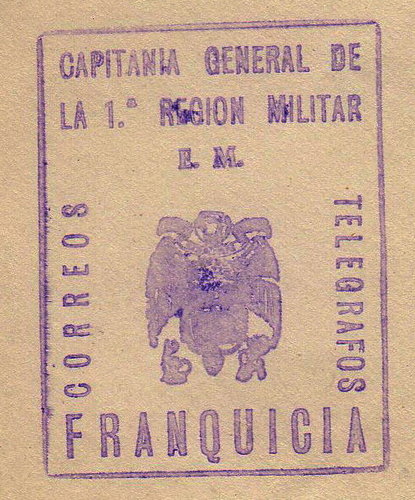 CAPITANIA GENERAL DE
LA 1.ª REGION MILITAR
E. M.
CORREOS
TELEGRAFOS
FRANQUICIA